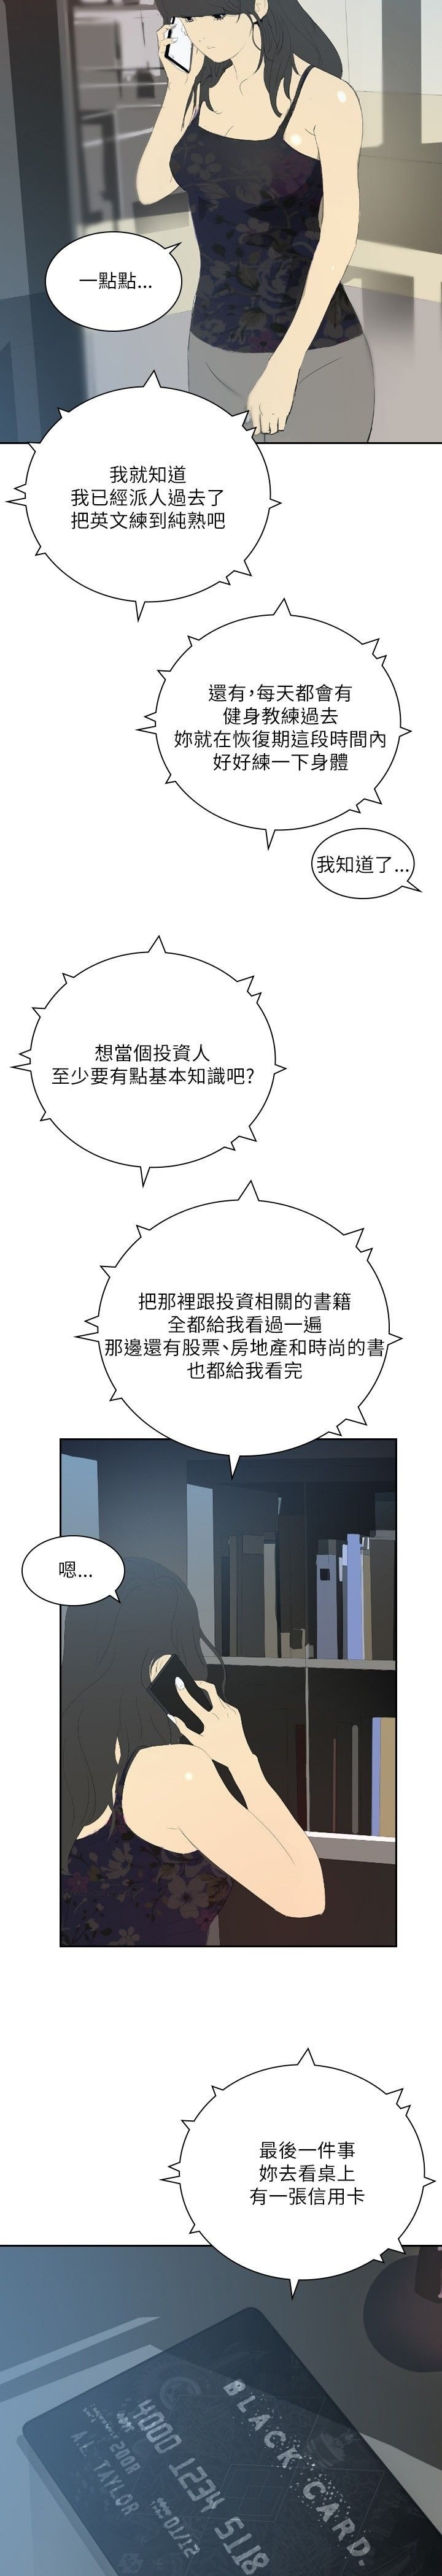 一點點...
我就知道
我已經派人過去了
把英文練到純熟吧
還有，每天都會有
健身教練過去
妳就在恢復期這段時間內
好好練一下身體
我知道了...
想當個投資人
至少要有點基本知識吧?
把那裡跟投資相關的書籍
全都給我看過一遍
那邊還有股票、房地產和時尚的書
也都給我看完
嗯...
最後一件事
妳去看桌上
有一張信用卡
BLACK CARD.
4000 1234 5118
200R
01/12
A.L. TAYLOR